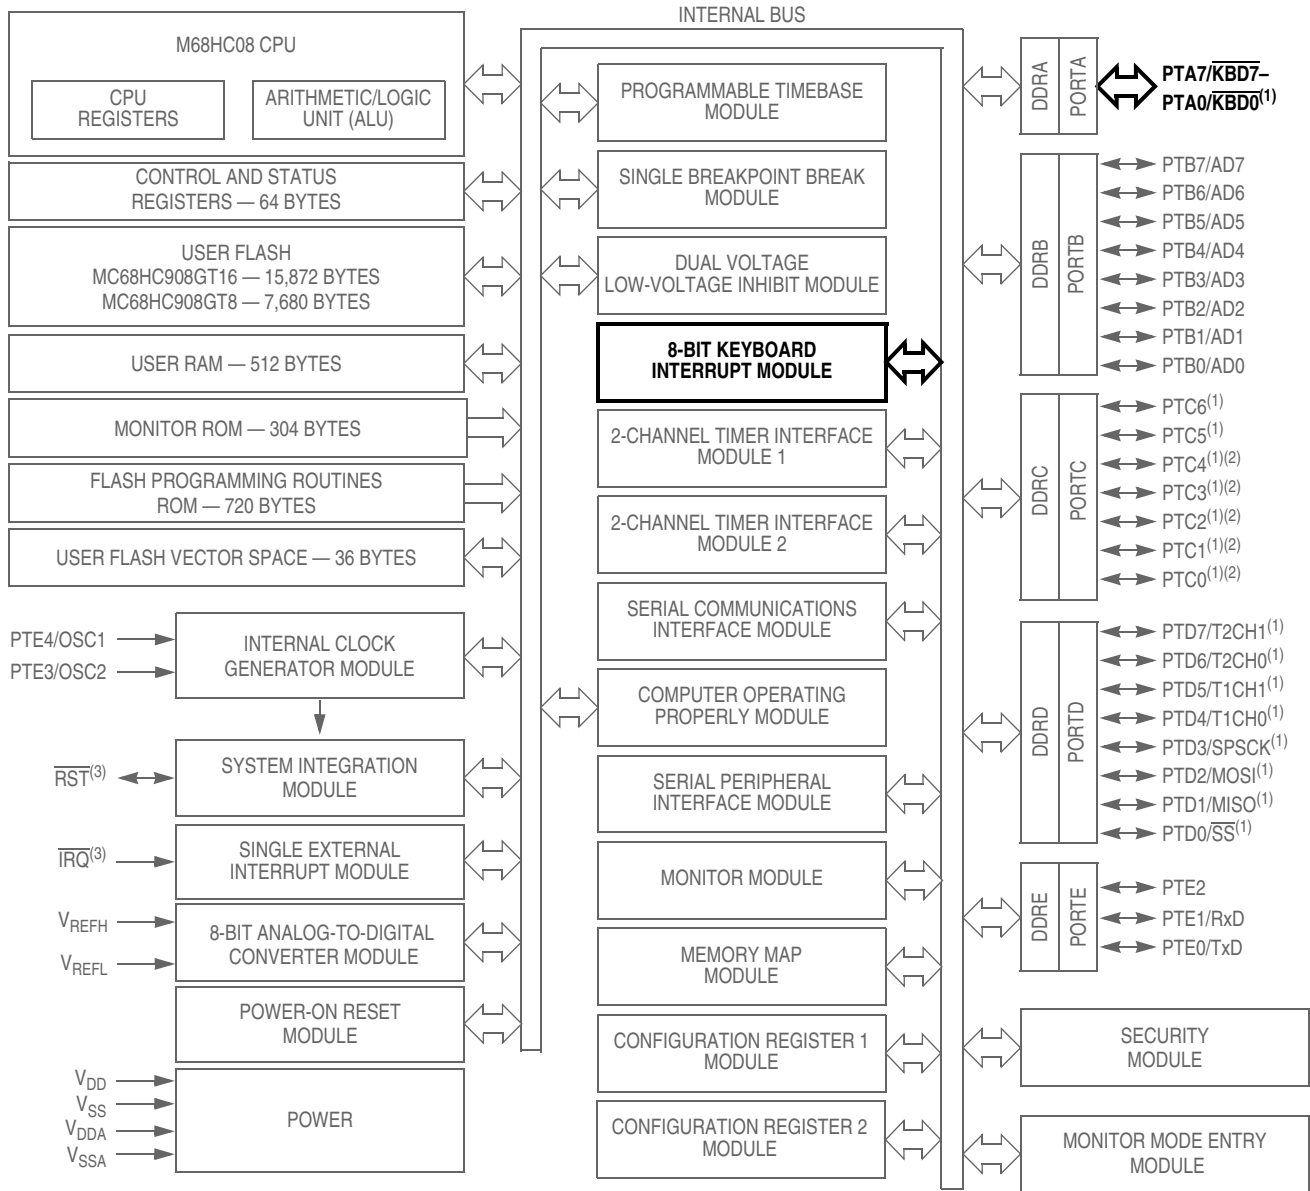 INTERNAL BUS
M68HC08 CPU
CPU
REGISTERS
ARITHMETIC/LOGIC
UNIT (ALU)
CONTROL AND STATUS
REGISTERS — 64 BYTES
USER FLASH
MC68HC908GT16 — 15,872 BYTES
MC68HC908GT8 — 7,680 BYTES
USER RAM — 512 BYTES
MONITOR ROM — 304 BYTES
FLASH PROGRAMMING ROUTINES
ROM — 720 BYTES
USER FLASH VECTOR SPACE — 36 BYTES
PTE4/OSC1
PTE3/OSC2
INTERNAL CLOCK
GENERATOR MODULE
RST(3)
SYSTEM INTEGRATION
MODULE
IRQ(3)
SINGLE EXTERNAL
INTERRUPT MODULE
VREFH
VREFL
8-BIT ANALOG-TO-DIGITAL
CONVERTER MODULE
POWER-ON RESET
MODULE
VDD
VSS
VDDA
VSSA
POWER
PROGRAMMABLE TIMEBASE
MODULE
SINGLE BREAKPOINT BREAK
MODULE
DUAL VOLTAGE
LOW-VOLTAGE INHIBIT MODULE
8-BIT KEYBOARD
INTERRUPT MODULE
2-CHANNEL TIMER INTERFACE
MODULE 1
2-CHANNEL TIMER INTERFACE
MODULE 2
SERIAL COMMUNICATIONS
INTERFACE MODULE
COMPUTER OPERATING
PROPERLY MODULE
SERIAL PERIPHERAL
INTERFACE MODULE
MONITOR MODULE
MEMORY MAP
MODULE
CONFIGURATION REGISTER 1
MODULE
CONFIGURATION REGISTER 2
MODULE
DDRA
PORTA
PTA7/KBD7–
PTA0/KBD0(1)
DDRB
PORTB
PTB7/AD7
PTB6/AD6
PTB5/AD5
PTB4/AD4
PTB3/AD3
PTB2/AD2
PTB1/AD1
PTB0/AD0
DDRC
PORTC
PTC6(1)
PTC5(1)
PTC4(1)(2)
PTC3(1)(2)
PTC2(1)(2)
PTC1(1)(2)
PTC0(1)(2)
DDRD
PORTD
PTD7/T2CH1(1)
PTD6/T2CH0(1)
PTD5/T1CH1(1)
PTD4/T1CH0(1)
PTD3/SPSCK(1)
PTD2/MOSI(1)
PTD1/MISO(1)
PTD0/SS(1)
DDRE
PORTE
PTE2
PTE1/RxD
PTE0/TxD
SECURITY
MODULE
MONITOR MODE ENTRY
MODULE